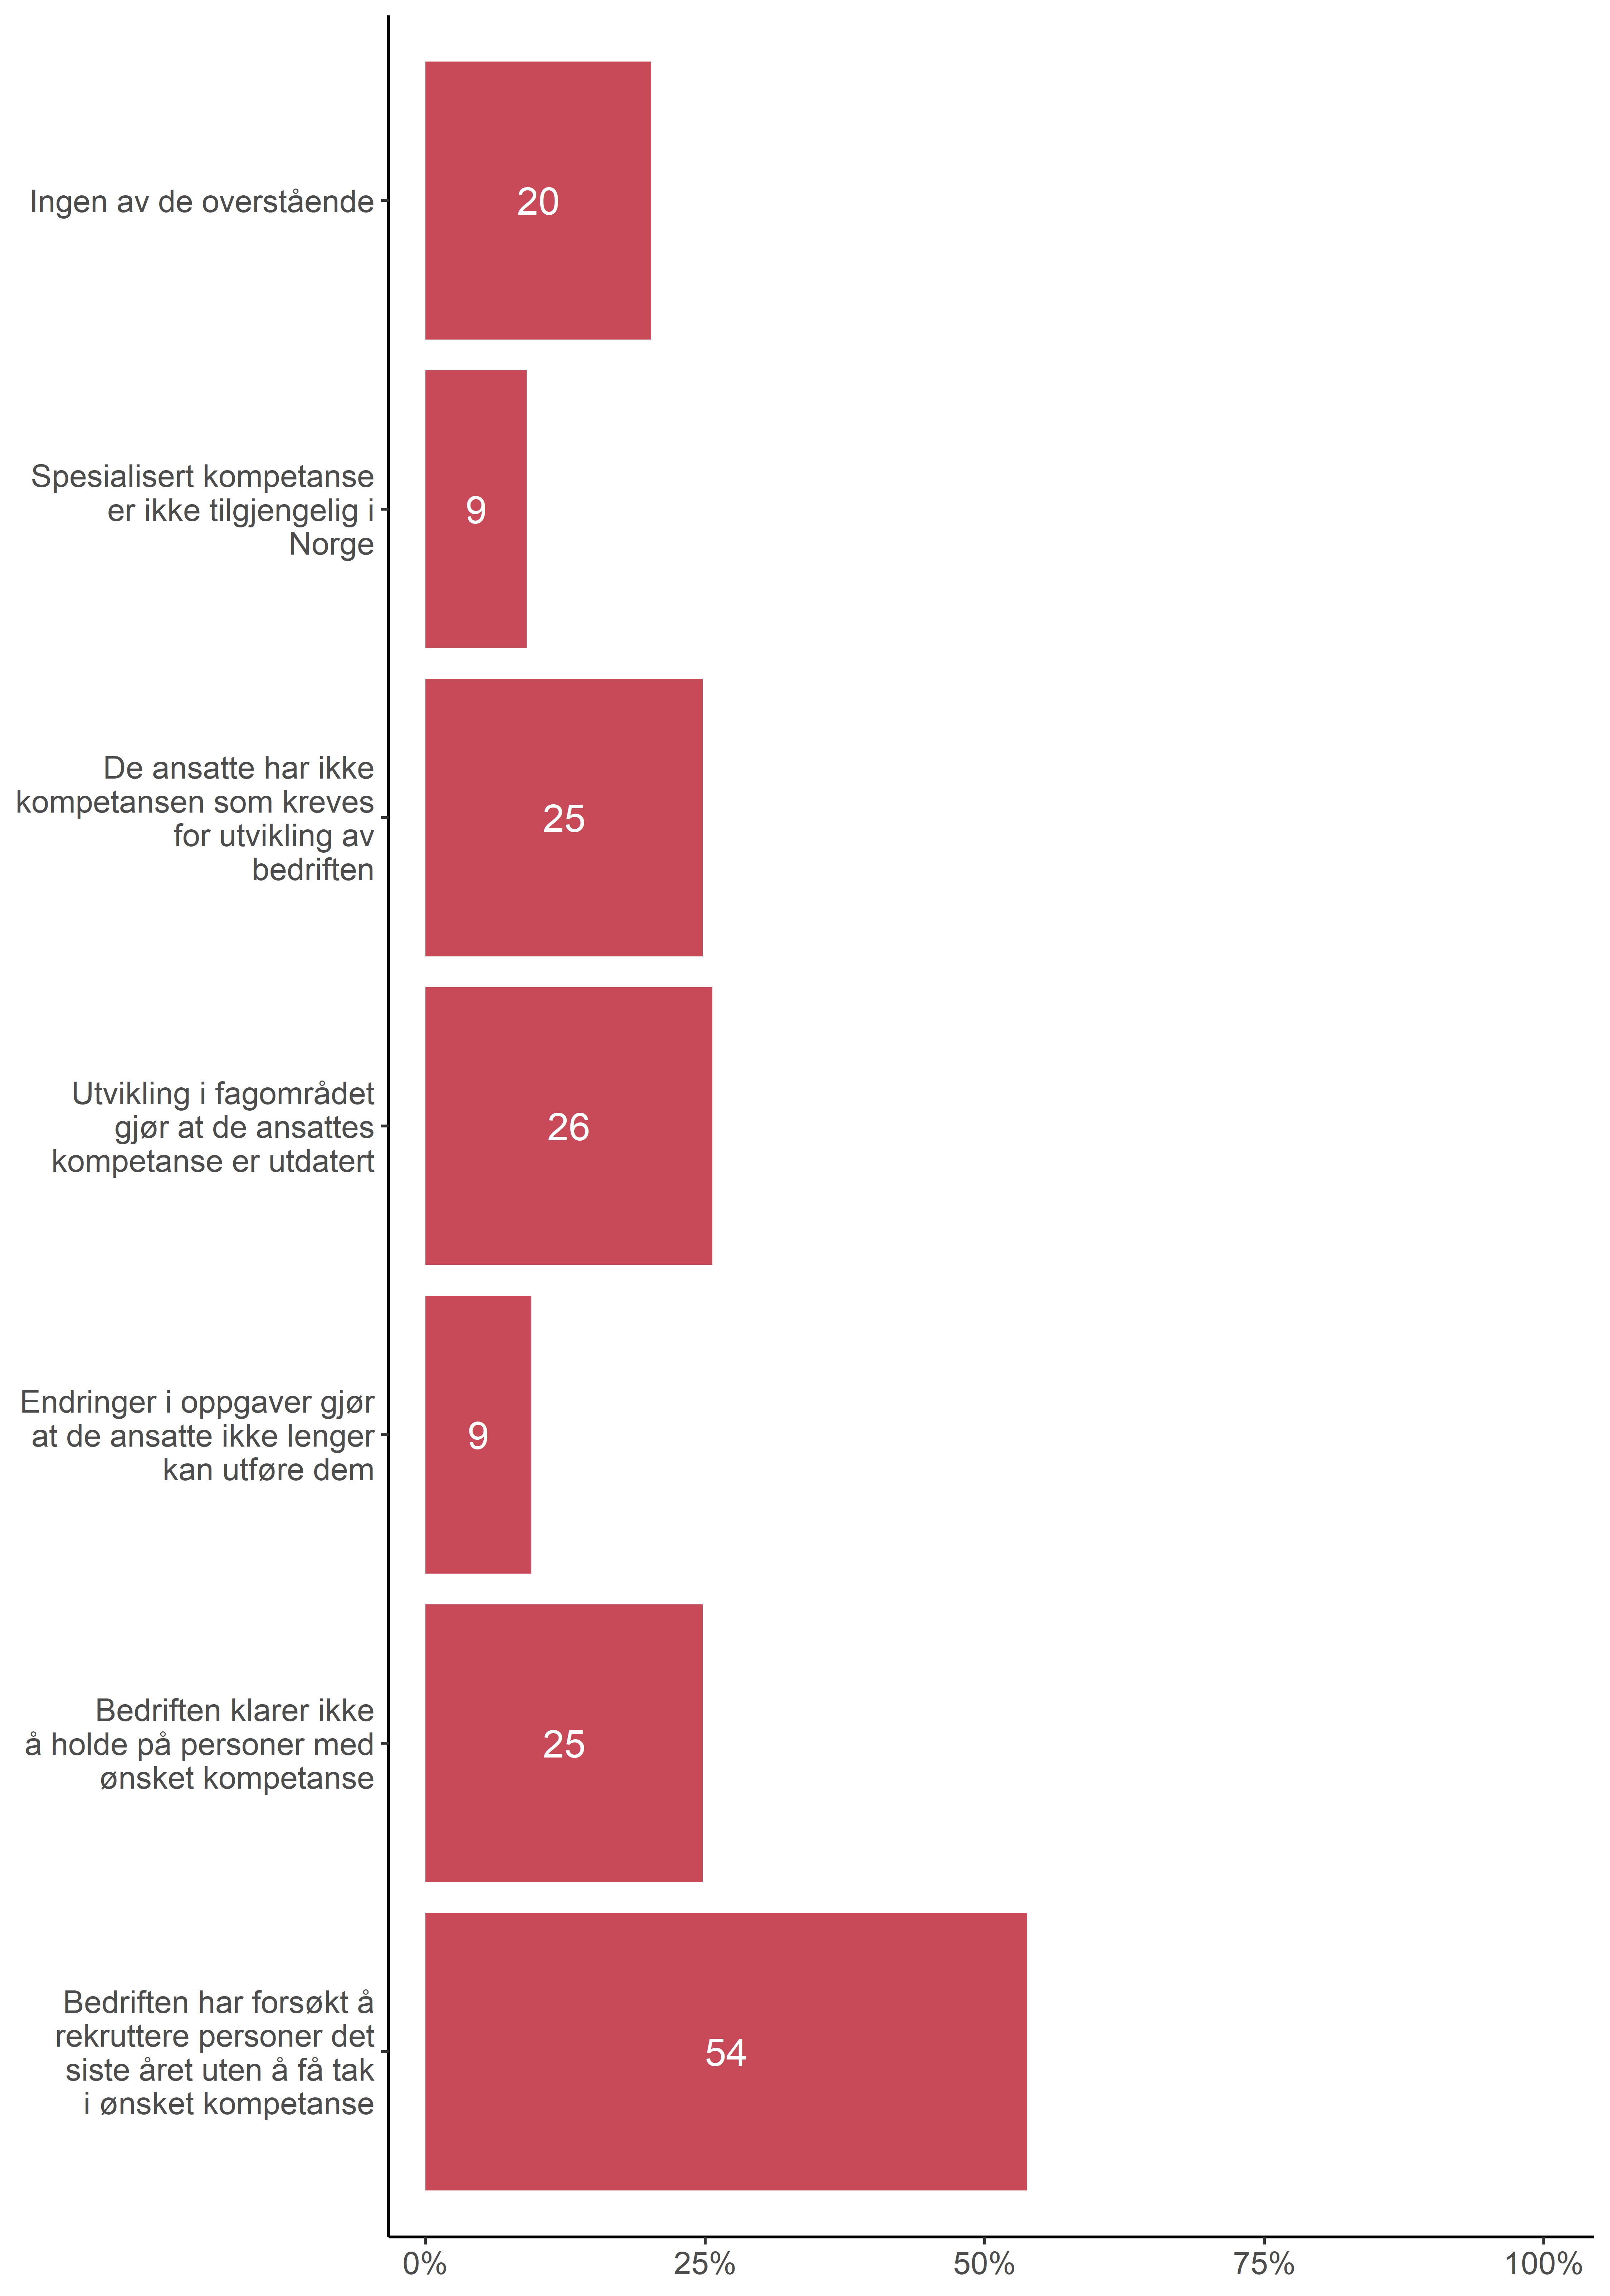 Ingen av de overstående
20
Spesialisert kompetanse
er ikke tilgjengelig i
Norge
9
De ansatte har ikke
kompetansen som kreves
for utvikling av
bedriften
25
Utvikling i fagområdet
gjør at de ansattes
kompetanse er utdatert
26
Endringer i oppgaver gjør
at de ansatte ikke lenger
kan utføre dem
9
Bedriften klarer ikke
å holde på personer med
ønsket kompetanse
25
Bedriften har forsøkt å
rekruttere personer det
siste året uten å få tak
i ønsket kompetanse
54
0% 25% 50% 75% 100%